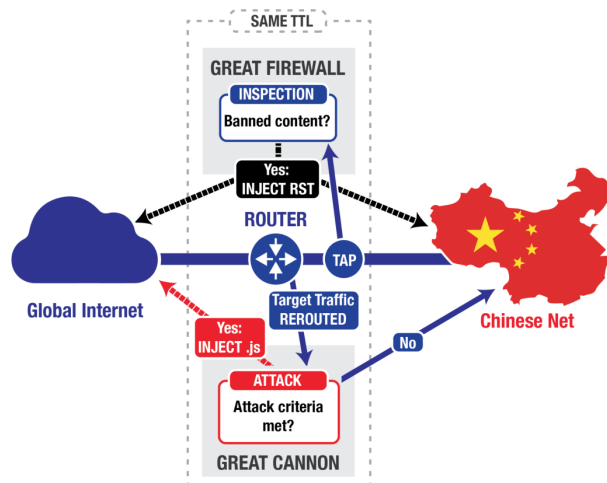 SAME TTL
GREAT FIREWALL
INSPECTION
Banned content?
Yes:
INJECT RST
ROUTER
TAP
Global Internet
Target Traffic
REROUTED
Chinese Net
Yes:
INJECT .js
No
ATTACK
Attack criteria
met?
GREAT CANNON